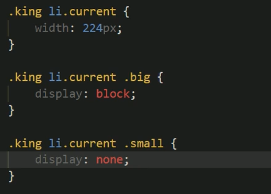 .king li.current {
    width: 224px;
}

.king li.current .big {
    display: block;
}

.king li.current .small {
    display: none;
}